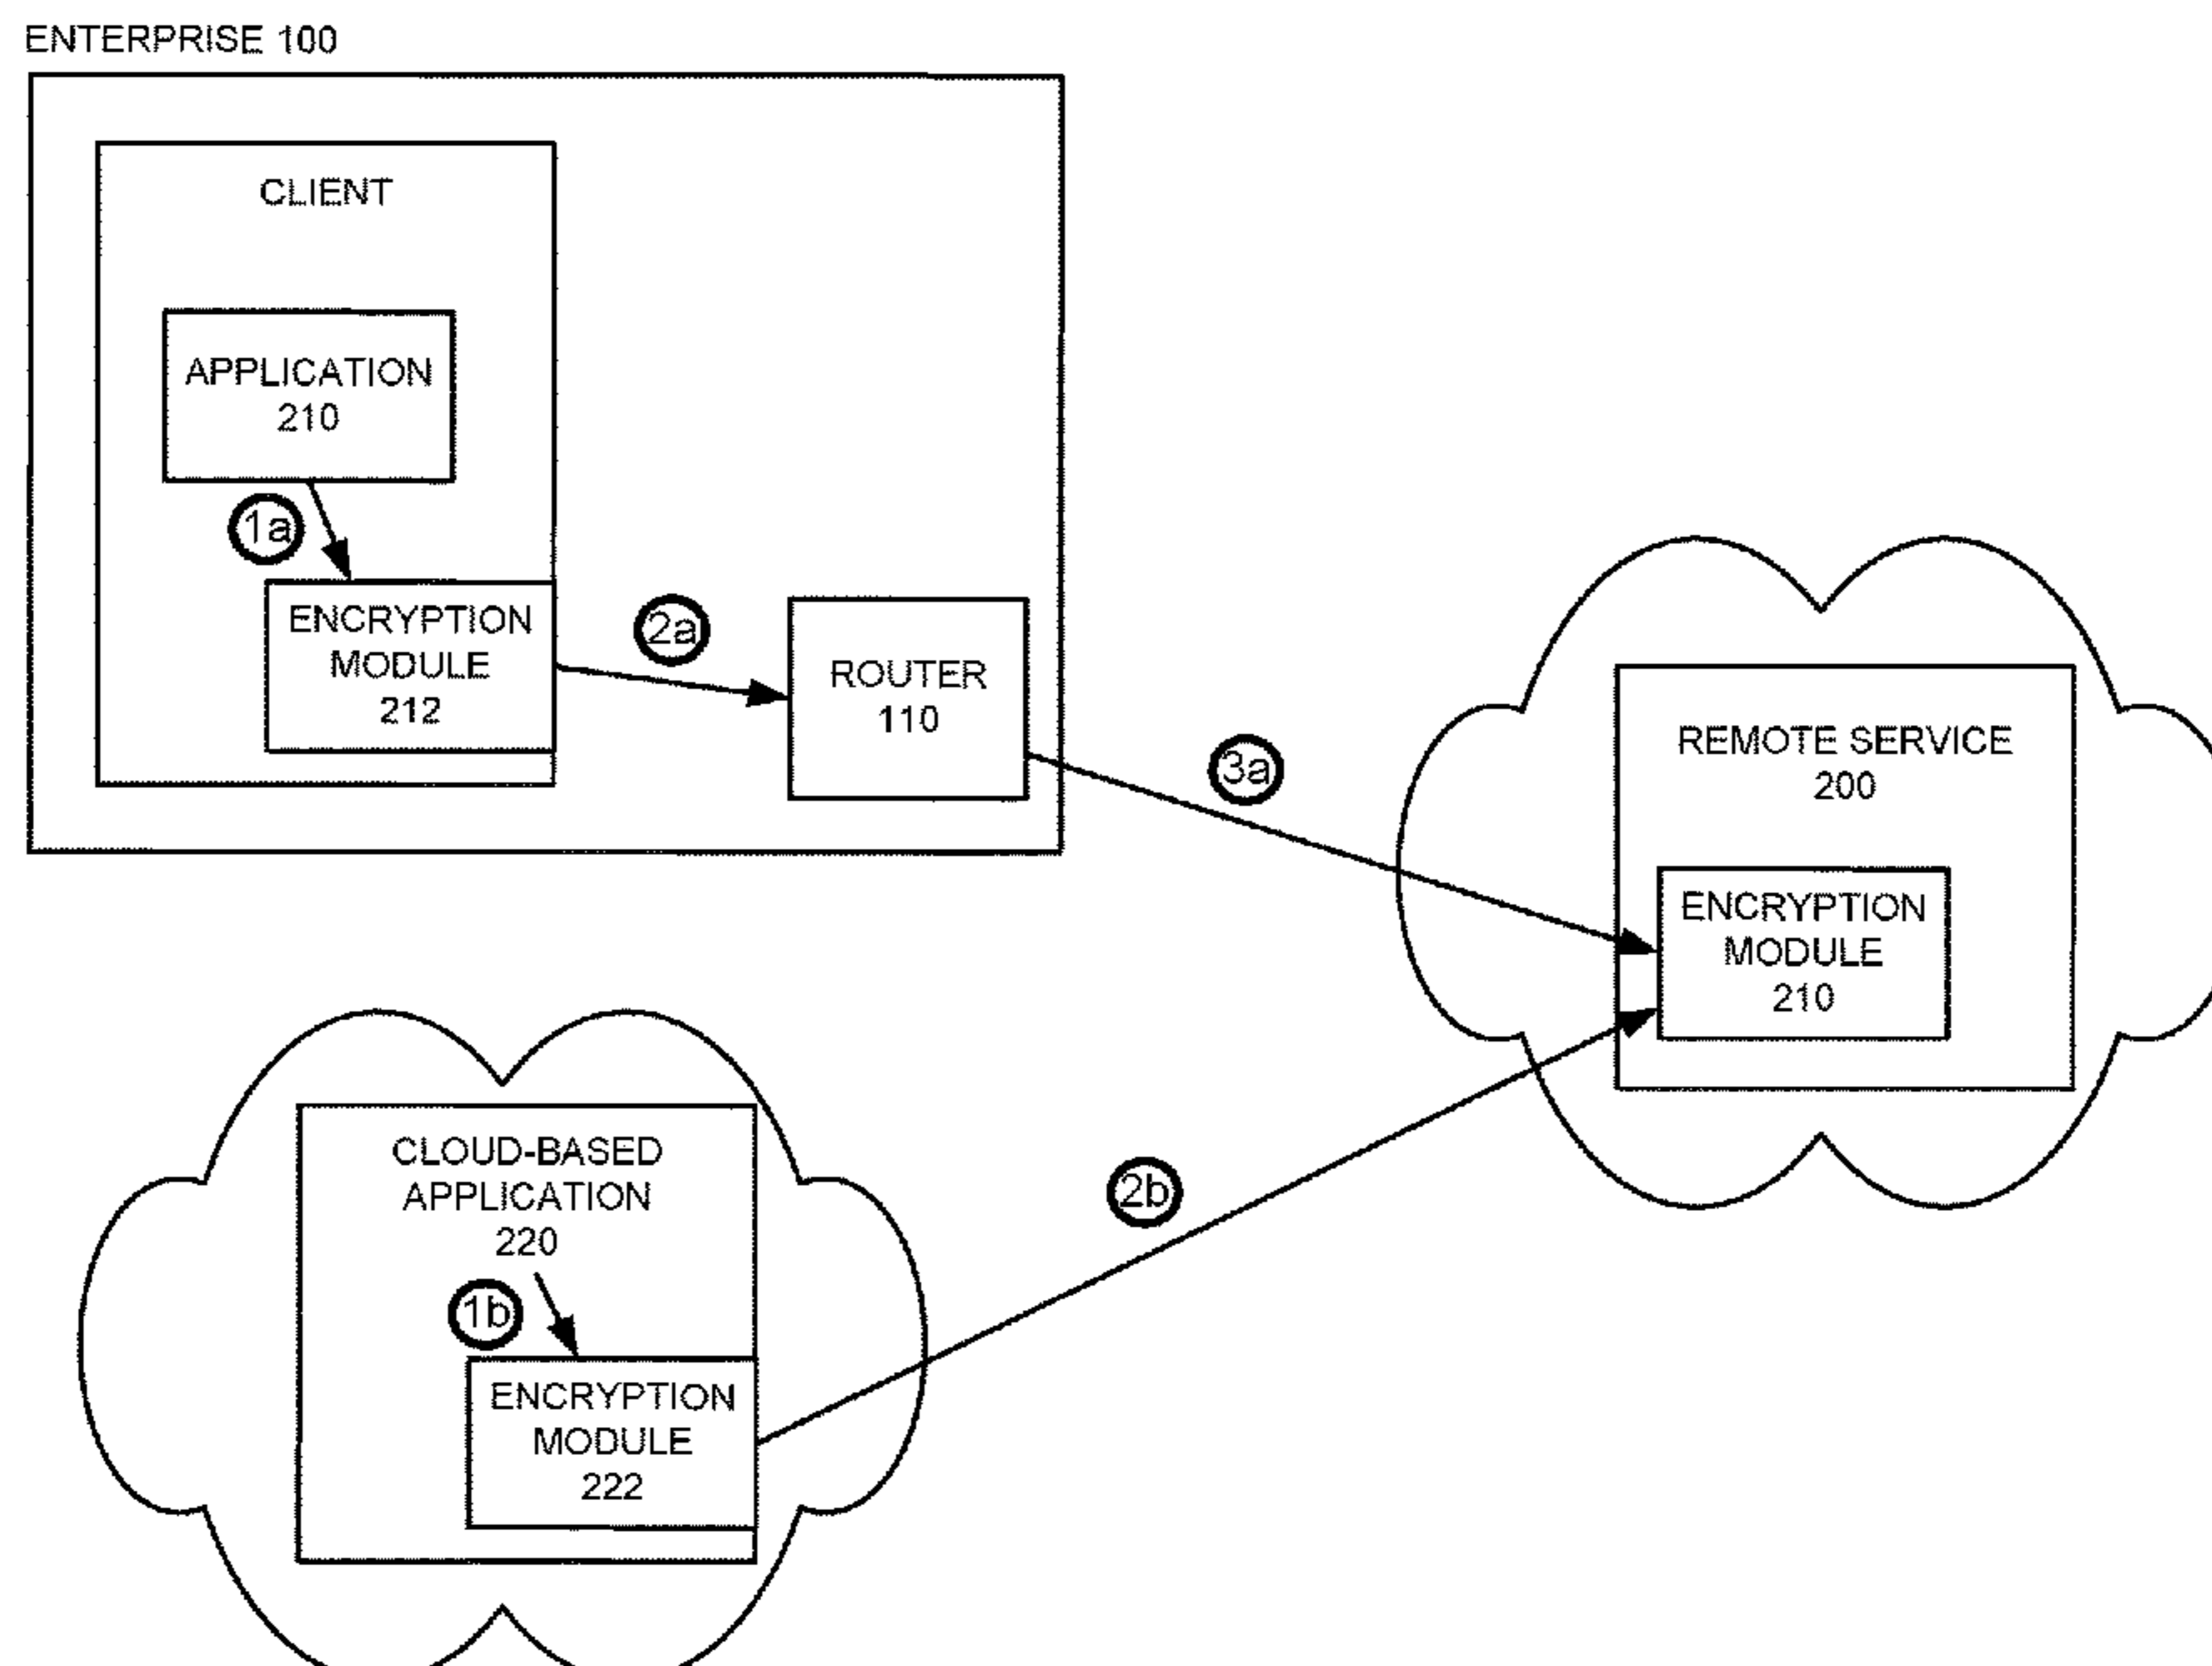 ENTERPRISE 100
CLIENT
APPLICATION
210
1a
ENCRYPTION
MODULE
212
2a
ROUTER
110
3a
REMOTE SERVICE
200
ENCRYPTION
MODULE
210
CLOUD-BASED
APPLICATION
220
1b
ENCRYPTION
MODULE
222
2b